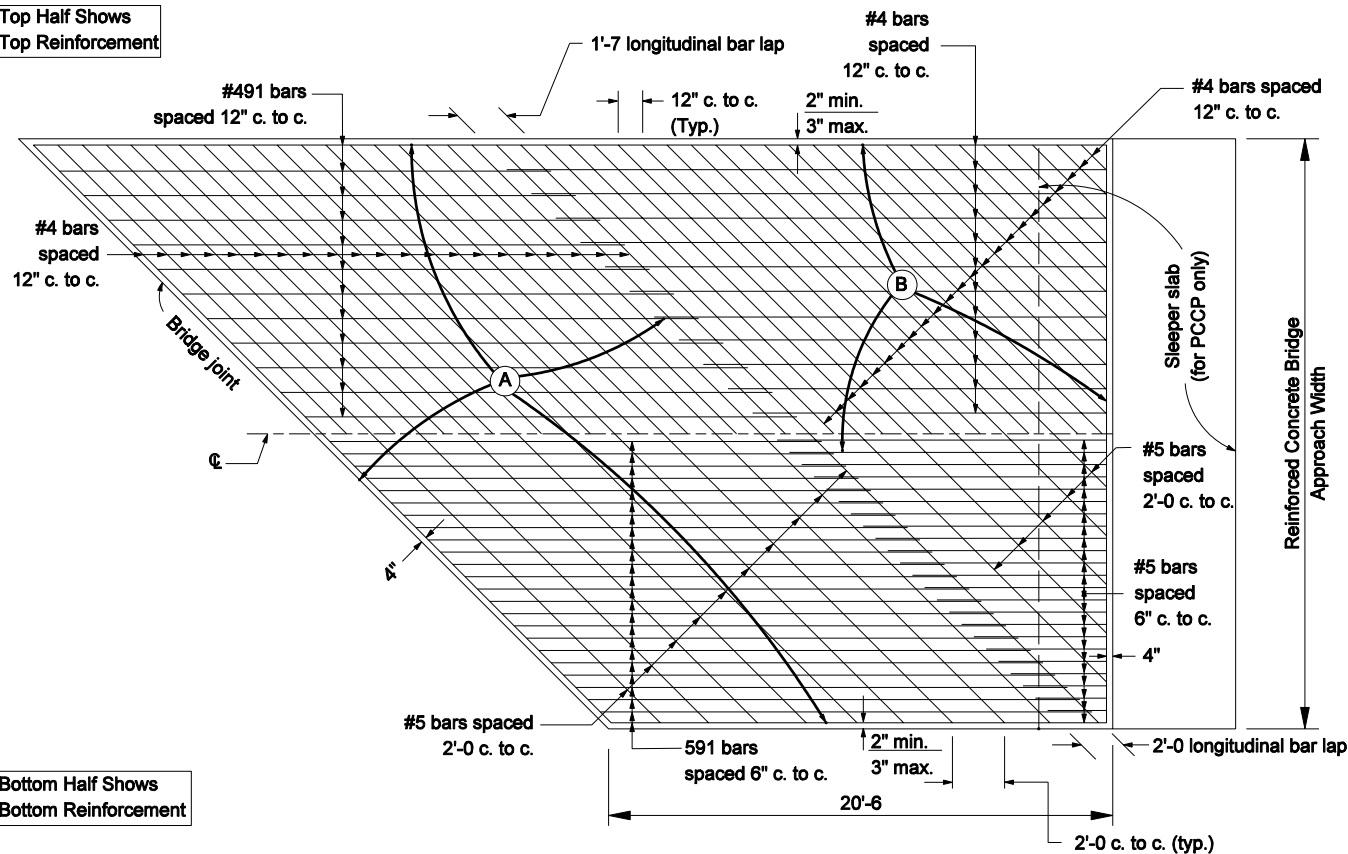 Top Half Shows
Top Reinforcement
1'-7 longitudinal bar lap
#4 bars
spaced
12" c. to c.
#491 bars
spaced 12" c. to c.
12" c. to c.
(Typ.)
2" min.
3" max.
#4 bars spaced
12" c. to c.
#4 bars
spaced
12" c. to c.
Bridge joint
A
B
Sleeper slab
(for PCCP only)
Reinforced Concrete Bridge
Approach Width
℄
4"
#5 bars
spaced
2'-0 c. to c.
#5 bars
spaced
6" c. to c.
4"
#5 bars spaced
2'-0 c. to c.
591 bars
spaced 6" c. to c.
2" min.
3" max.
2'-0 longitudinal bar lap
Bottom Half Shows
Bottom Reinforcement
20'-6
2'-0 c. to c. (typ.)